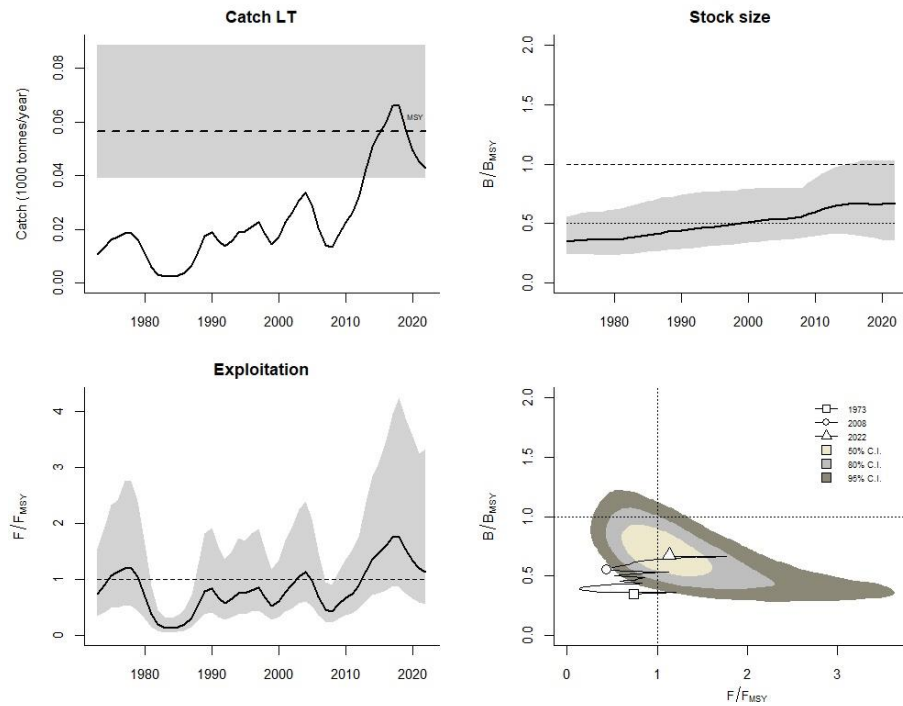 Catch LT
Catch (1000 tonnes/year)
0.00 0.02 0.04 0.06 0.08
MSY
1980 1990 2000 2010 2020
Stock size
B/BMSY
0.0 0.5 1.0 1.5 2.0
1980 1990 2000 2010 2020
Exploitation
F/FMSY
0 1 2 3 4
1980 1990 2000 2010 2020
B/BMSY
0.0 0.5 1.0 1.5 2.0
1973
2008
2022
50% C.I.
80% C.I.
95% C.I.
0 1 2 3
F/FMSY